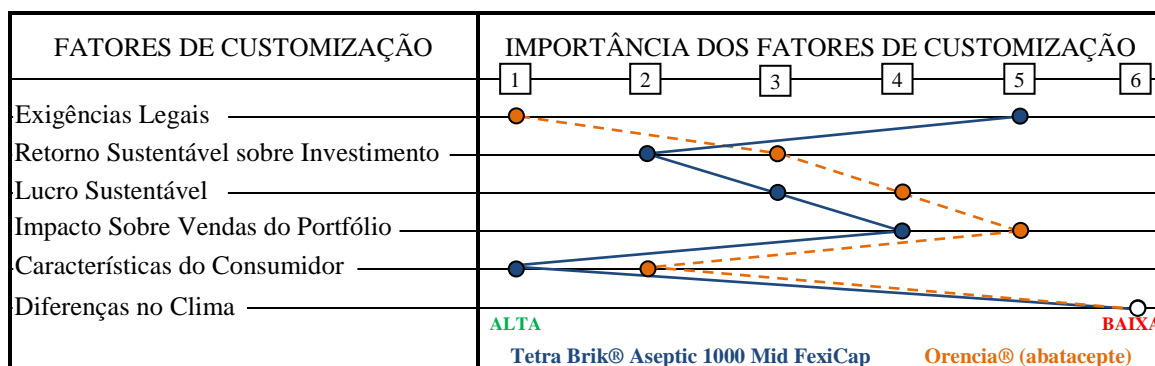 FATORES DE CUSTOMIZAÇÃO
IMPORTÂNCIA DOS FATORES DE CUSTOMIZAÇÃO
1 2 3 4 5 6
Exigências Legais
Retorno Sustentável sobre Investimento
Lucro Sustentável
Impacto Sobre Vendas do Portfólio
Características do Consumidor
Diferenças no Clima
ALTA BAIXA
Tetra Brik® Aseptic 1000 Mid FexiCap Orencia® (abatacepte)